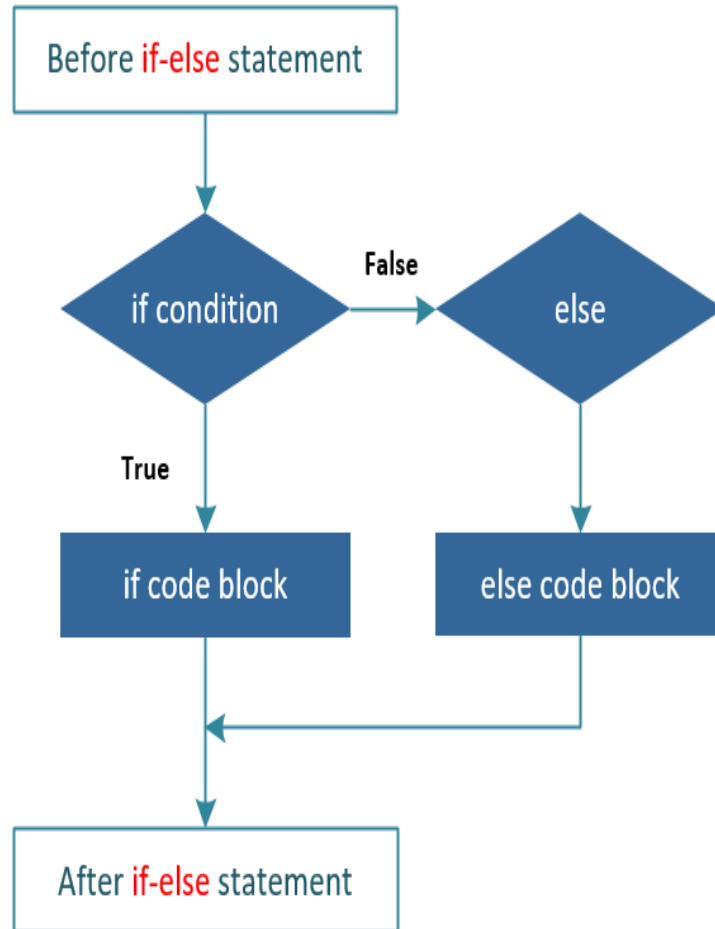 Before if-else statement
if condition
False
else
True
if code block
else code block
After if-else statement